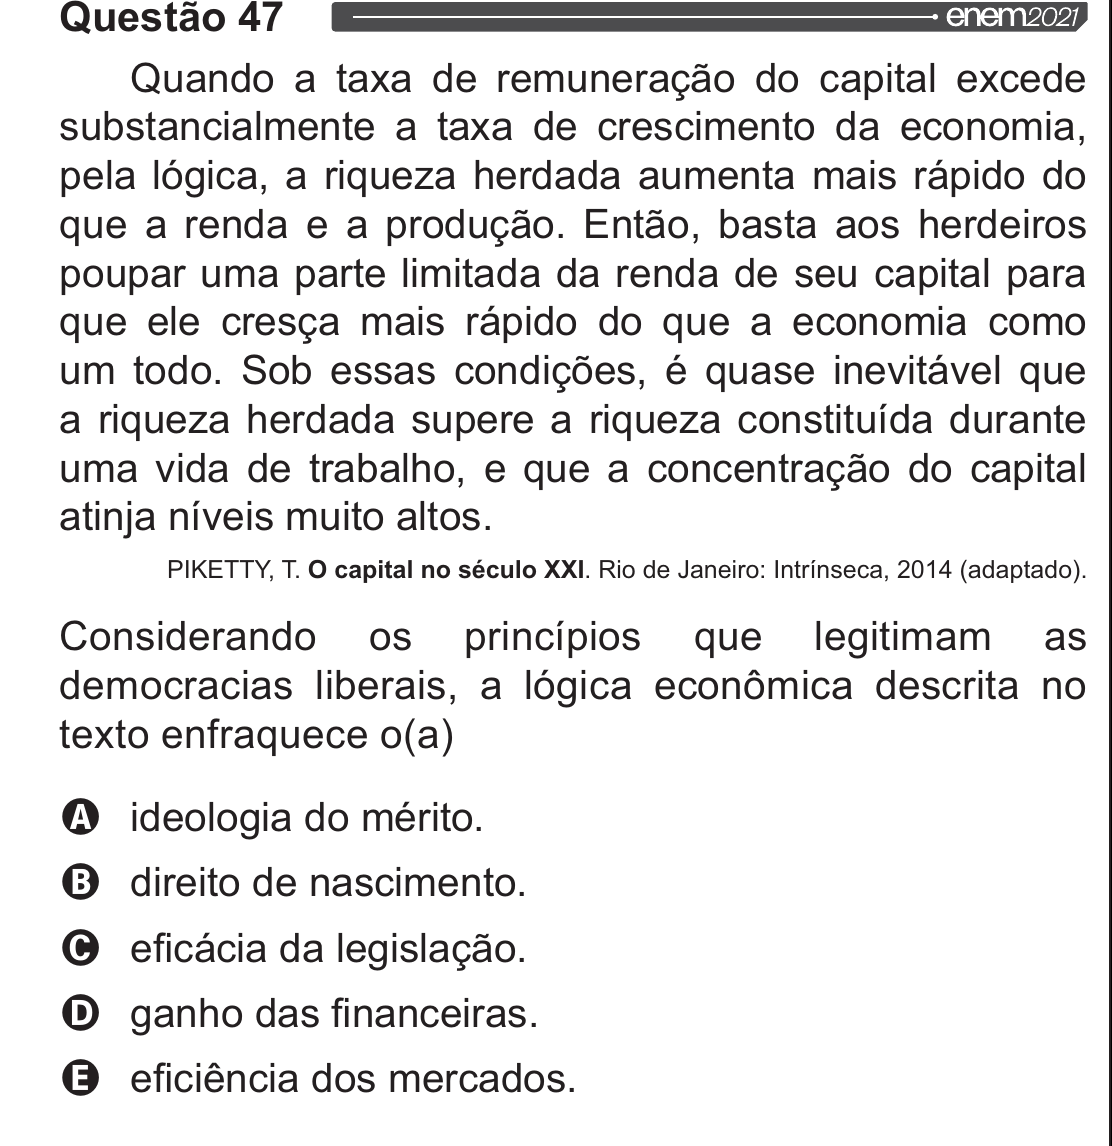 Questão 47
enem2021
Quando a taxa de remuneração do capital excede
substancialmente a taxa de crescimento da economia,
pela lógica, a riqueza herdada aumenta mais rápido do
que a renda e a produção. Então, basta aos herdeiros
poupar uma parte limitada da renda de seu capital para
que ele cresça mais rápido do que a economia como
um todo. Sob essas condições, é quase inevitável que
a riqueza herdada supere a riqueza constituída durante
uma vida de trabalho, e que a concentração do capital
atinja níveis muito altos.
PIKETTY, T. O capital no século XXI. Rio de Janeiro: Intrínseca, 2014 (adaptado).
Considerando os princípios que legitimam as
democracias liberais, a lógica econômica descrita no
texto enfraquece o(a)
A ideologia do mérito.
B direito de nascimento.
C eficácia da legislação.
D ganho das financeiras.
E eficiência dos mercados.